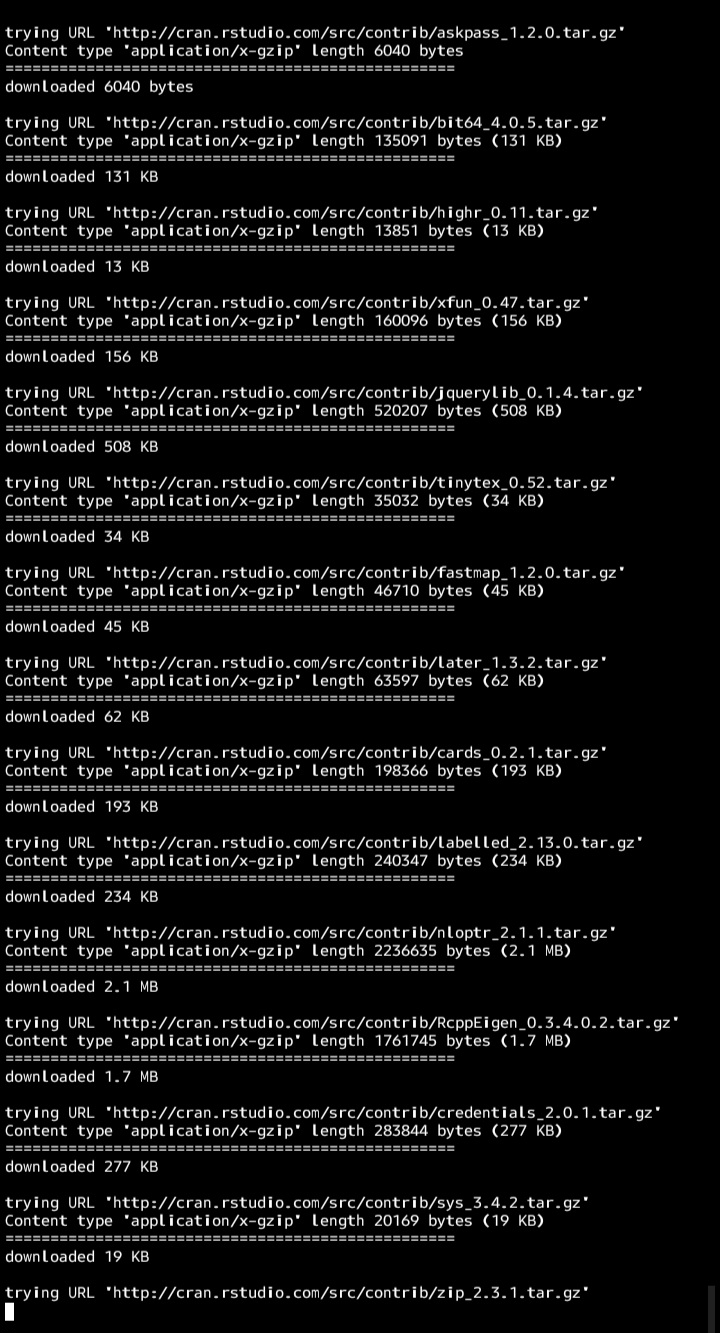 trying URL 'http://cran.rstudio.com/src/contrib/askpass_1.2.0.tar.gz'
Content type 'application/x-gzip' length 6040 bytes
==================================================
downloaded 6040 bytes
trying URL 'http://cran.rstudio.com/src/contrib/bit64_4.0.5.tar.gz'
Content type 'application/x-gzip' length 135091 bytes (131 KB)
==================================================
downloaded 131 KB
trying URL 'http://cran.rstudio.com/src/contrib/highr_0.11.tar.gz'
Content type 'application/x-gzip' length 13851 bytes (13 KB)
==================================================
downloaded 13 KB
trying URL 'http://cran.rstudio.com/src/contrib/xfun_0.47.tar.gz'
Content type 'application/x-gzip' length 160096 bytes (156 KB)
==================================================
downloaded 156 KB
trying URL 'http://cran.rstudio.com/src/contrib/jquerylib_0.1.4.tar.gz'
Content type 'application/x-gzip' length 520207 bytes (508 KB)
==================================================
downloaded 508 KB
trying URL 'http://cran.rstudio.com/src/contrib/tinytex_0.52.tar.gz'
Content type 'application/x-gzip' length 35032 bytes (34 KB)
==================================================
downloaded 34 KB
trying URL 'http://cran.rstudio.com/src/contrib/fastmap_1.2.0.tar.gz'
Content type 'application/x-gzip' length 46710 bytes (45 KB)
==================================================
downloaded 45 KB
trying URL 'http://cran.rstudio.com/src/contrib/later_1.3.2.tar.gz'
Content type 'application/x-gzip' length 63597 bytes (62 KB)
==================================================
downloaded 62 KB
trying URL 'http://cran.rstudio.com/src/contrib/cards_0.2.1.tar.gz'
Content type 'application/x-gzip' length 198366 bytes (193 KB)
==================================================
downloaded 193 KB
trying URL 'http://cran.rstudio.com/src/contrib/labelled_2.13.0.tar.gz'
Content type 'application/x-gzip' length 240347 bytes (234 KB)
==================================================
downloaded 234 KB
trying URL 'http://cran.rstudio.com/src/contrib/nloptr_2.1.1.tar.gz'
Content type 'application/x-gzip' length 2236635 bytes (2.1 MB)
==================================================
downloaded 2.1 MB
trying URL 'http://cran.rstudio.com/src/contrib/RcppEigen_0.3.4.0.2.tar.gz'
Content type 'application/x-gzip' length 1761745 bytes (1.7 MB)
==================================================
downloaded 1.7 MB
trying URL 'http://cran.rstudio.com/src/contrib/credentials_2.0.1.tar.gz'
Content type 'application/x-gzip' length 283844 bytes (277 KB)
==================================================
downloaded 277 KB
trying URL 'http://cran.rstudio.com/src/contrib/sys_3.4.2.tar.gz'
Content type 'application/x-gzip' length 20169 bytes (19 KB)
==================================================
downloaded 19 KB
trying URL 'http://cran.rstudio.com/src/contrib/zip_2.3.1.tar.gz'